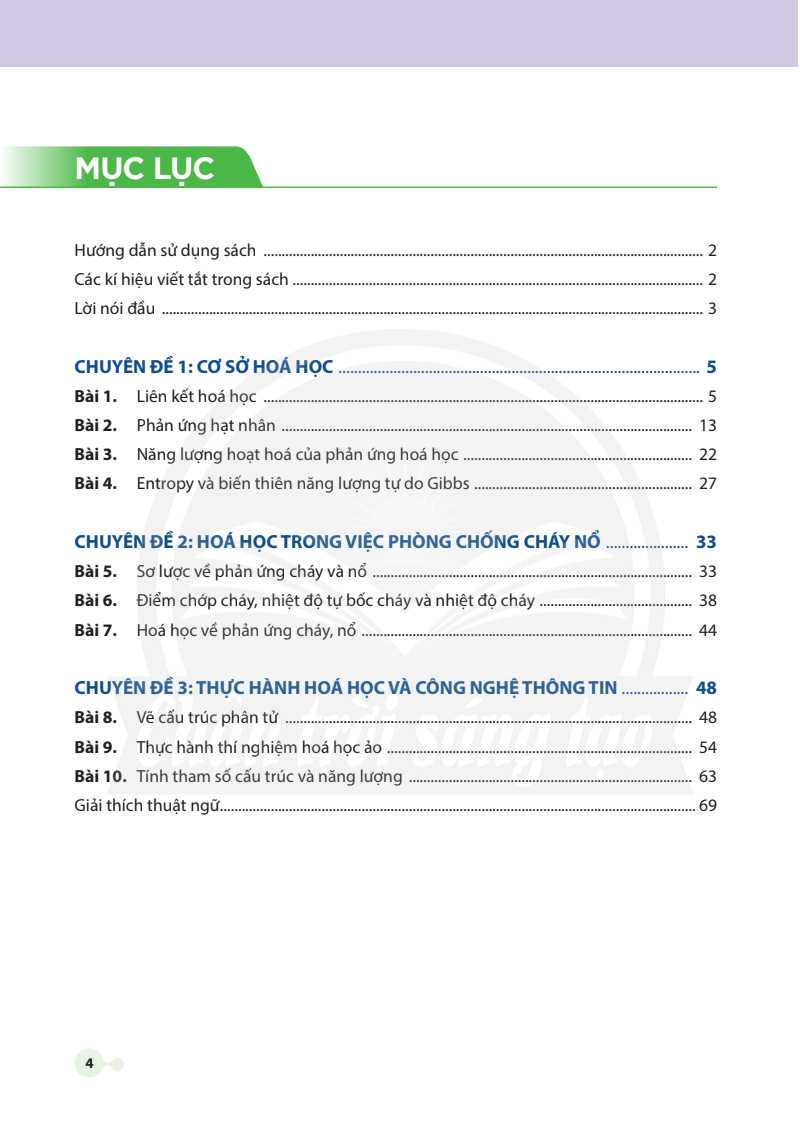 MỤC LỤC
Hướng dẫn sử dụng sách ........................ 2
Các kí hiệu viết tắt trong sách ........................ 2
Lời nói đầu ........................ 3
CHUYÊN ĐỀ 1: CƠ SỞ HOÁ HỌC ........................ 5
Bài 1. Liên kết hoá học ........................ 5
Bài 2. Phản ứng hạt nhân ........................ 13
Bài 3. Năng lượng hoạt hoá của phản ứng hoá học ........................ 22
Bài 4. Entropy và biến thiên năng lượng tự do Gibbs ........................ 27
CHUYÊN ĐỀ 2: HOÁ HỌC TRONG VIỆC PHÒNG CHỐNG CHÁY NỔ ........................ 33
Bài 5. Sơ lược về phản ứng cháy và nổ ........................ 33
Bài 6. Điểm chớp cháy, nhiệt độ tự bốc cháy và nhiệt độ cháy ........................ 38
Bài 7. Hoá học về phản ứng cháy, nổ ........................ 44
CHUYÊN ĐỀ 3: THỰC HÀNH HOÁ HỌC VÀ CÔNG NGHỆ THÔNG TIN ........................ 48
Bài 8. Vẽ cấu trúc phân tử ........................ 48
Bài 9. Thực hành thí nghiệm hoá học ảo ........................ 54
Bài 10. Tính tham số cấu trúc và năng lượng ........................ 63
Giải thích thuật ngữ ........................ 69
Chân trời sáng tạo
4